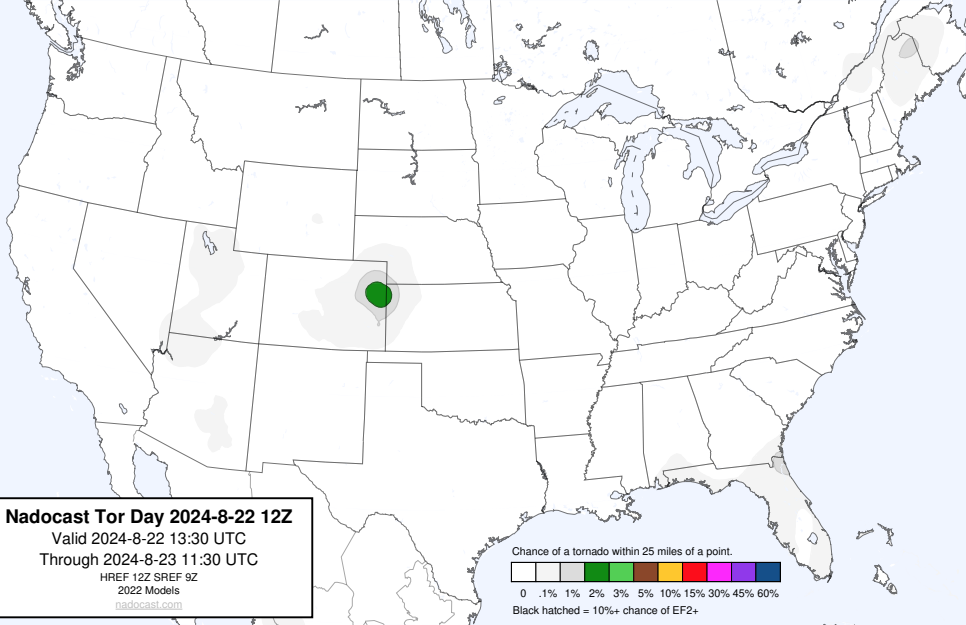 Nadocast Tor Day 2024-8-22 12Z
Valid 2024-8-22 13:30 UTC
Through 2024-8-23 11:30 UTC
HREF 12Z SREF 9Z
2022 Models
nadocast.com
Chance of a tornado within 25 miles of a point.
0 .1% 1% 2% 3% 5% 10% 15% 30% 45% 60%
Black hatched = 10%+ chance of EF2+